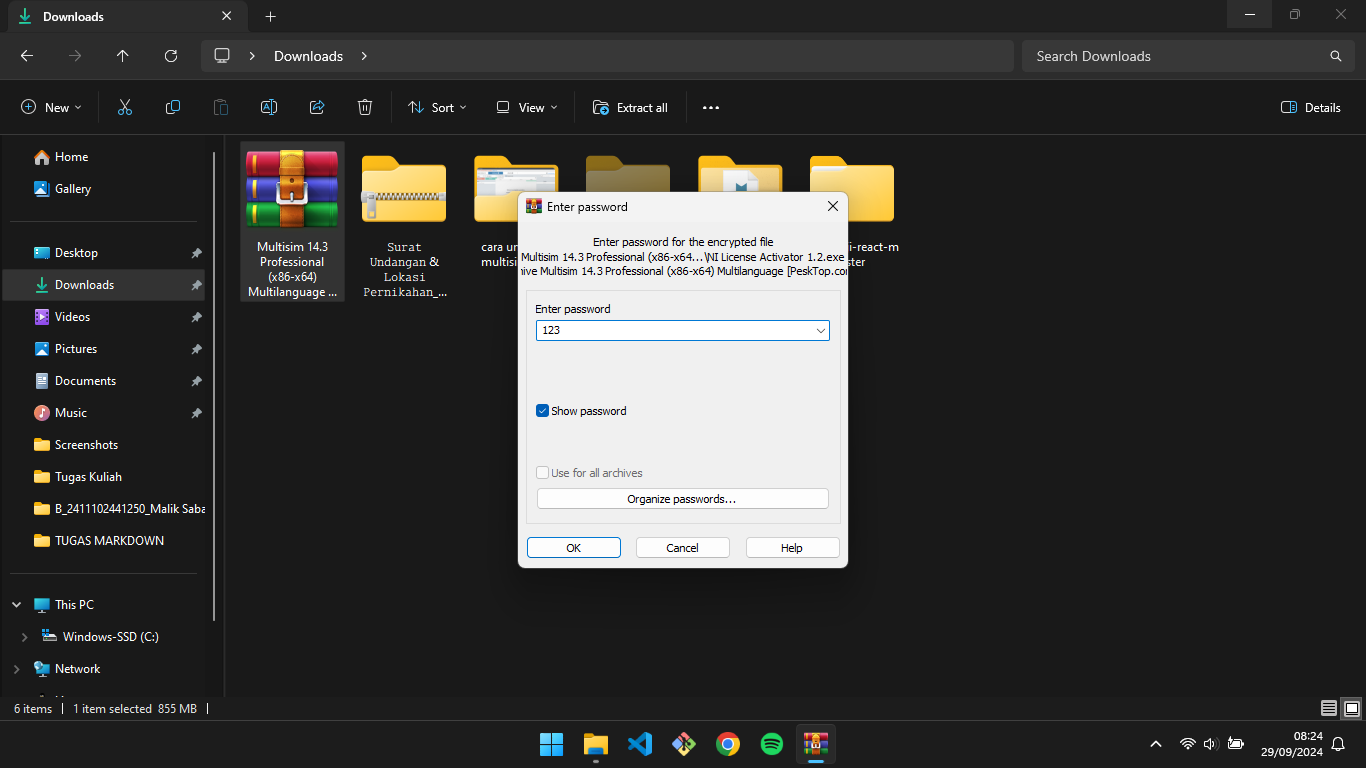 Downloads
Downloads
Search Downloads
New
Sort
View
Extract all
Details
Home
Gallery
Desktop
Downloads
Videos
Pictures
Documents
Music
Screenshots
Tugas Kuliah
B_2411102441250_Malik Saba
TUGAS MARKDOWN
This PC
Windows-SSD (C:)
Network
Multisim 14.3
Professional
(x86-x64)
Multilanguage ...
Surat
Undangan &
Lokasi
Pernikahan_...
cara un
multisi
i-react-m
ster
Enter password
Enter password for the encrypted file
Multisim 14.3 Professional (x86-x64...\NI License Activator 1.2.exe
ive Multisim 14.3 Professional (x86-x64) Multilanguage [PeskTop.co
Enter password
123
Show password
Use for all archives
Organize passwords...
OK
Cancel
Help
6 items
1 item selected 855 MB
08:24
29/09/2024